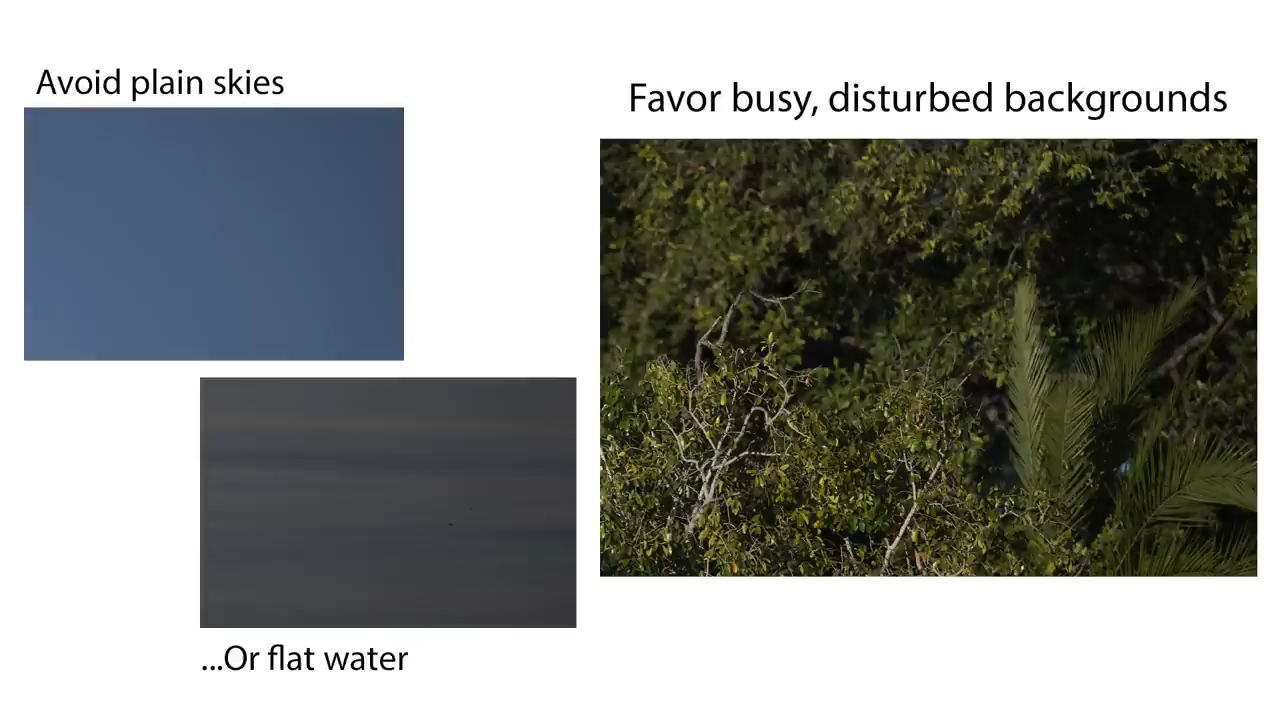 Avoid plain skies
Favor busy, disturbed backgrounds
...Or flat water